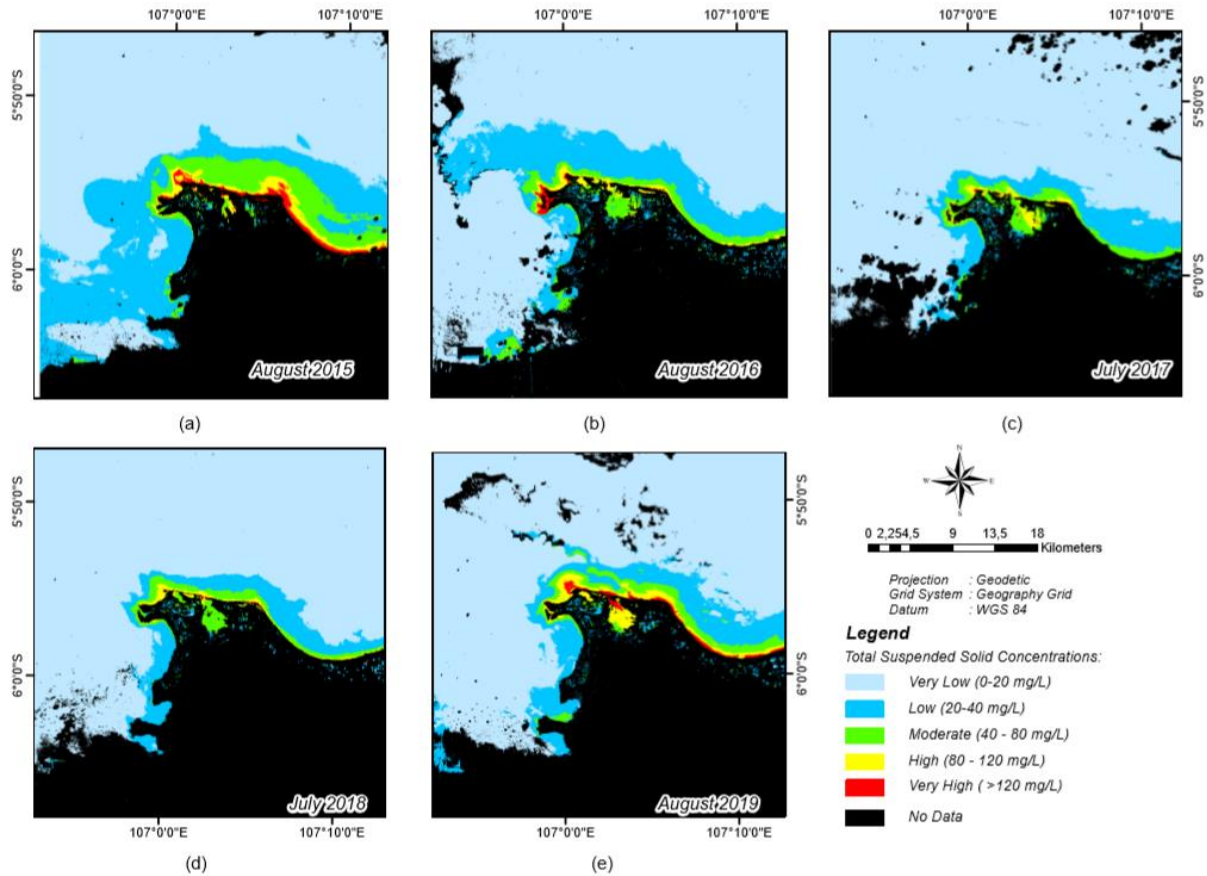 107°0'0"E 107°10'0"E 107°0'0"E 107°0'0"E 107°10'0"E
5°50'0"S
6°0'0"S
August 2015
August 2016
July 2017
5°50'0"S
6°0'0"S
(a)
(b)
(c)
5°50'0"S
6°0'0"S
July 2018
August 2019
5°50'0"S
6°0'0"S
107°0'0"E 107°10'0"E 107°0'0"E 107°10'0"E
(d)
(e)
N
W E
S
0 2,254,5 9 13,5 18
Kilometers
Projection : Geodetic
Grid System : Geography Grid
Datum : WGS 84
Legend
Total Suspended Solid Concentrations:
Very Low (0-20 mg/L)
Low (20-40 mg/L)
Moderate (40 - 80 mg/L)
High (80 - 120 mg/L)
Very High ( >120 mg/L)
No Data